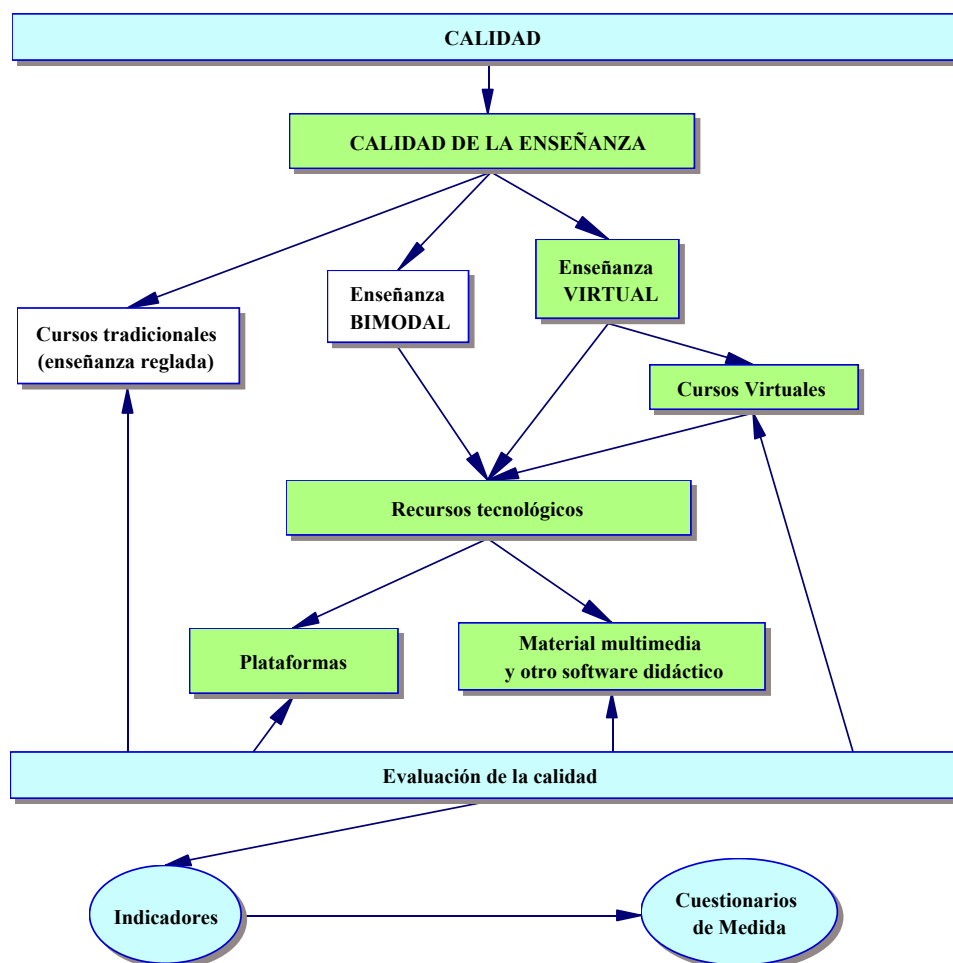 CALIDAD
CALIDAD DE LA ENSEÑANZA
Enseñanza
VIRTUAL
Enseñanza
BIMODAL
Cursos tradicionales
(enseñanza reglada)
Cursos Virtuales
Recursos tecnológicos
Plataformas
Material multimedia
y otro software didáctico
Evaluación de la calidad
Indicadores
Cuestionarios
de Medida